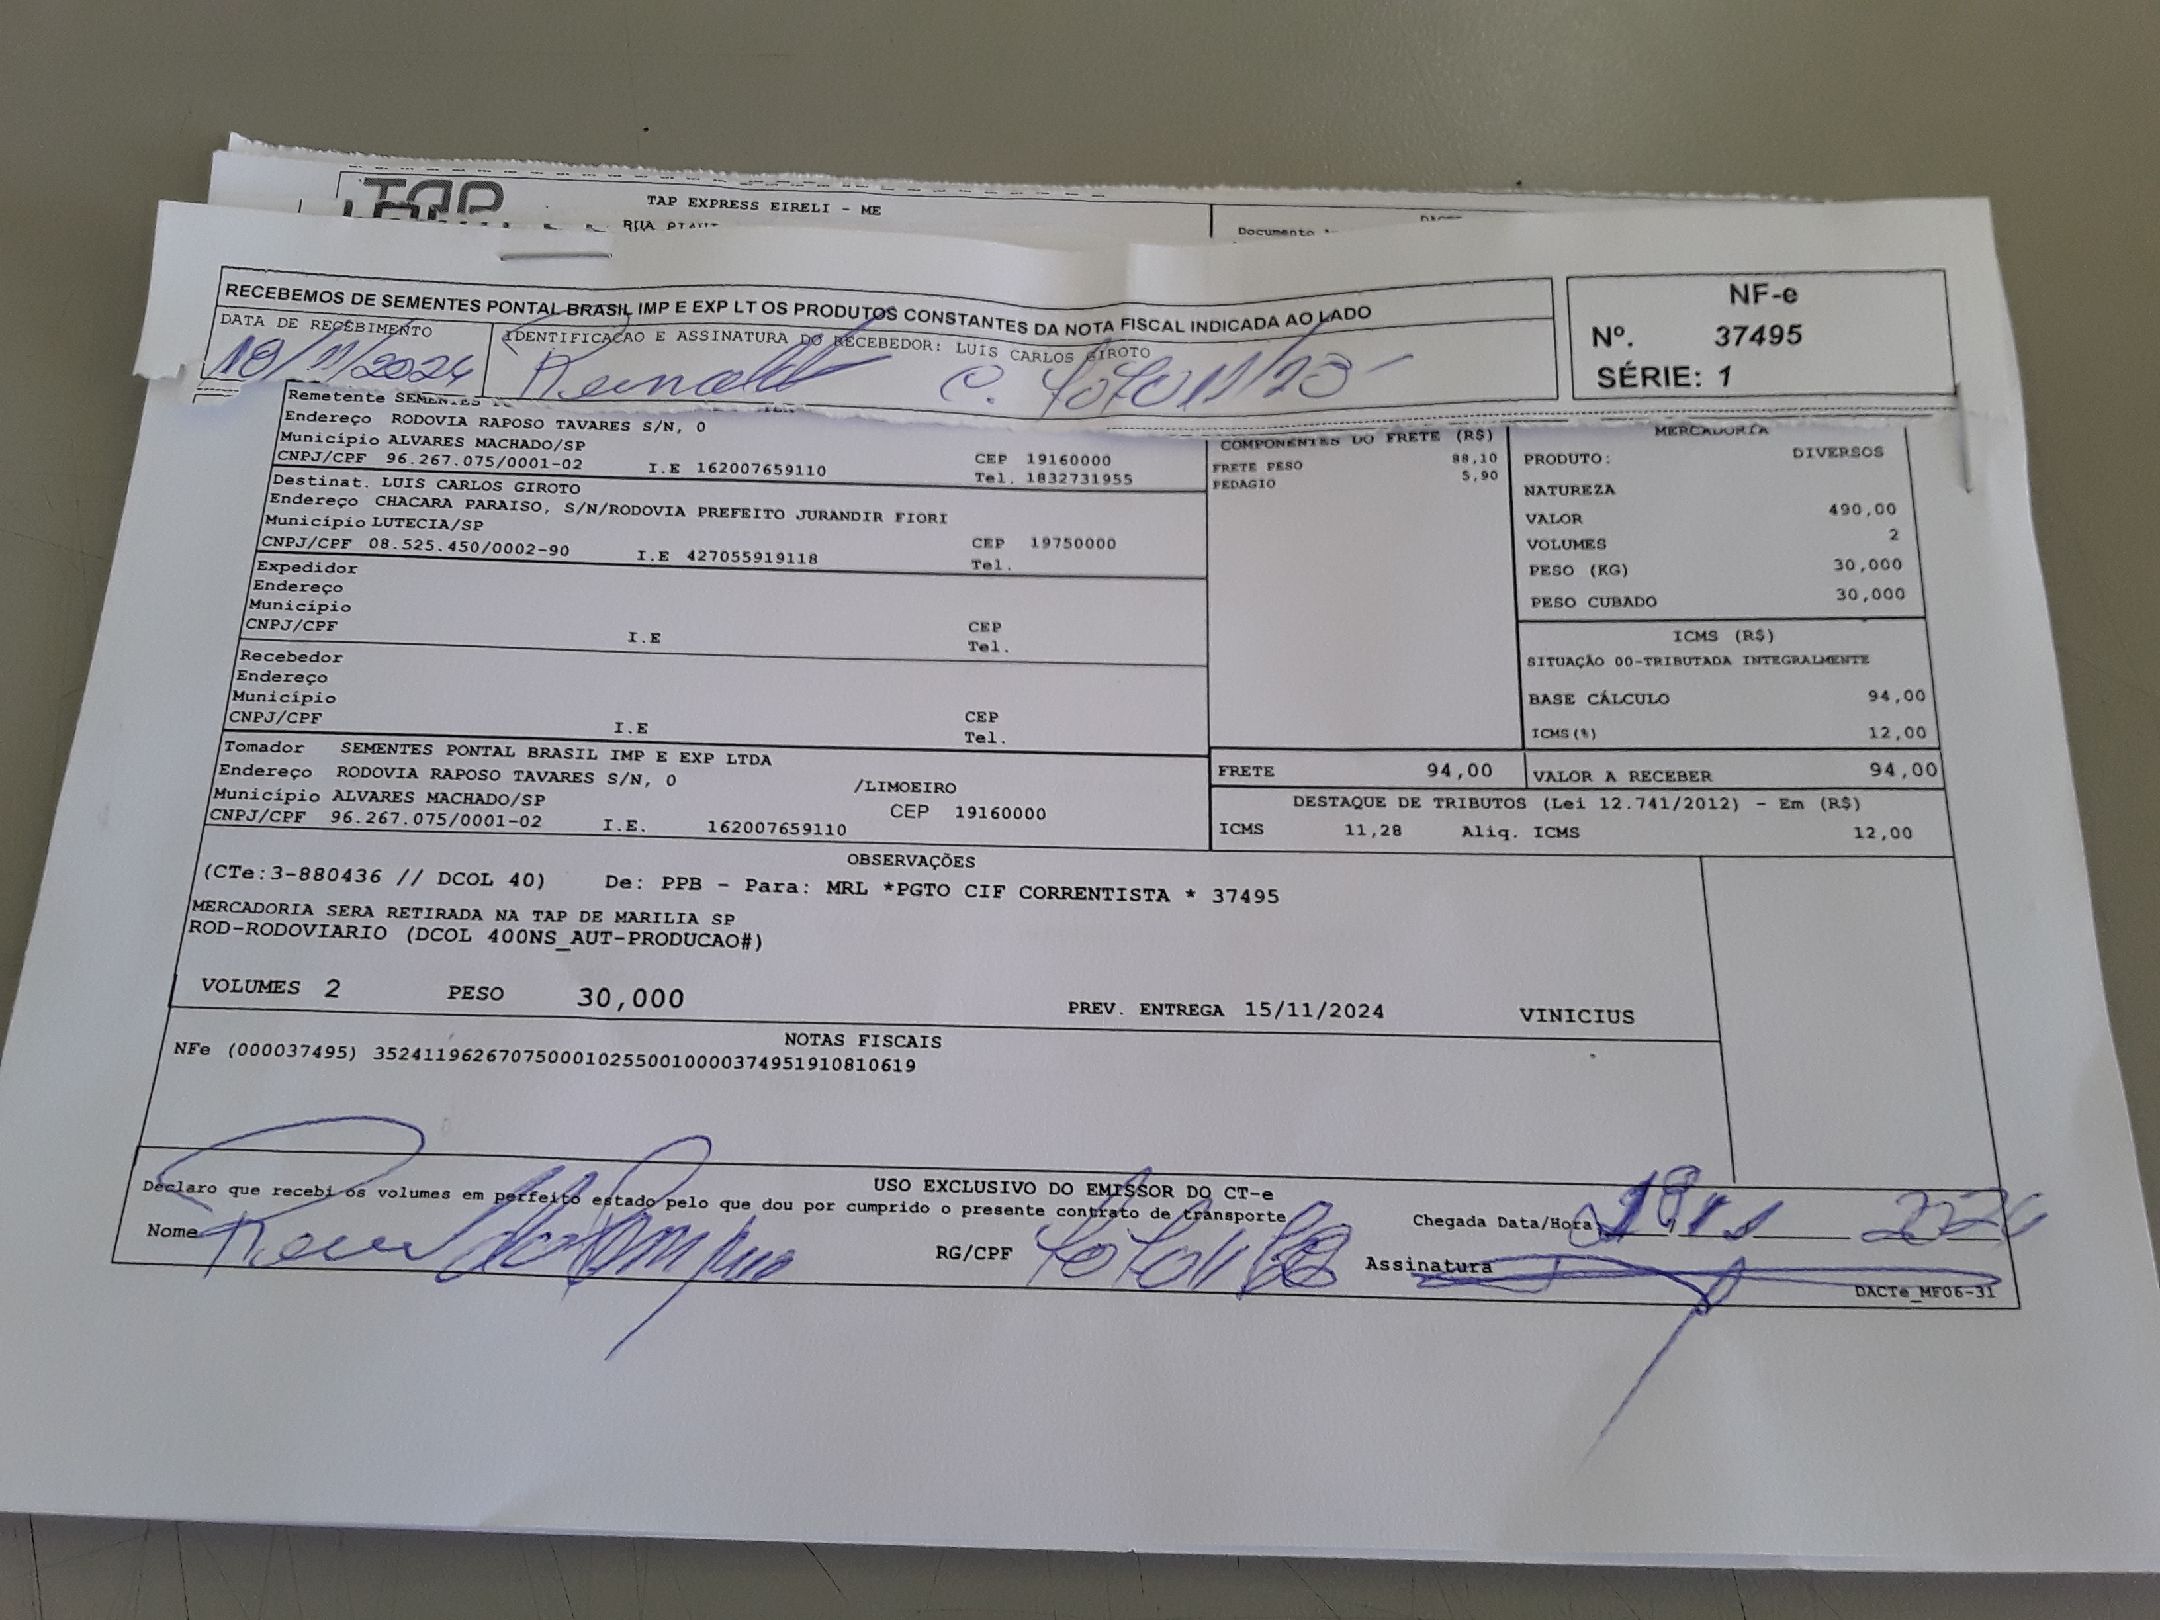 TAP
TAP EXPRESS EIRELI - ME
RUA PIAUI
Documento
RECEBEMOS DE SEMENTES PONTAL BRASIL IMP E EXP LT OS PRODUTOS CONSTANTES DA NOTA FISCAL INDICADA AO LADO
DATA DE RECEBIMENTO
18/11/2024
IDENTIFICAÇÃO E ASSINATURA DO RECEBEDOR: LUIS CARLOS GIROTO
NF-e
Nº. 37495
SÉRIE: 1
Remetente SEMENTES
Endereço RODOVIA RAPOSO TAVARES S/N, 0
Município ALVARES MACHADO/SP CEP 19160000
CNPJ/CPF 96.267.075/0001-02 I.E 162007659110 Tel. 1832731955
Destinat. LUIS CARLOS GIROTO
Endereço CHACARA PARAISO, S/N/RODOVIA PREFEITO JURANDIR FIORI
Município LUTECIA/SP CEP 19750000
CNPJ/CPF 08.525.450/0002-90 I.E 427055919118 Tel.
Expedidor
Endereço
Município CEP
CNPJ/CPF I.E Tel.
Recebedor
Endereço
Município CEP
CNPJ/CPF I.E Tel.
Tomador SEMENTES PONTAL BRASIL IMP E EXP LTDA
Endereço RODOVIA RAPOSO TAVARES S/N, 0 /LIMOEIRO
Município ALVARES MACHADO/SP CEP 19160000
CNPJ/CPF 96.267.075/0001-02 I.E. 162007659110
COMPONENTES DO FRETE (R$)
FRETE PESO 88,10
PEDAGIO 5,90
MERCADORIA
PRODUTO: DIVERSOS
NATUREZA
VALOR 490,00
VOLUMES 2
PESO (KG) 30,000
PESO CUBADO 30,000
ICMS (R$)
SITUAÇÃO 00-TRIBUTADA INTEGRALMENTE
BASE CÁLCULO 94,00
ICMS(%) 12,00
FRETE 94,00 VALOR A RECEBER 94,00
DESTAQUE DE TRIBUTOS (Lei 12.741/2012) - Em (R$)
ICMS 11,28 Aliq. ICMS 12,00
OBSERVAÇÕES
(CTe:3-880436 // DCOL 40) De: PPB - Para: MRL *PGTO CIF CORRENTISTA * 37495
MERCADORIA SERA RETIRADA NA TAP DE MARILIA SP
ROD-RODOVIARIO (DCOL 400NS_AUT-PRODUCAO#)
VOLUMES 2 PESO 30,000 PREV. ENTREGA 15/11/2024 VINICIUS
NOTAS FISCAIS
NFe (000037495) 35241196267075000102550010000374951910810619
USO EXCLUSIVO DO EMISSOR DO CT-e
Declaro que recebi os volumes em perfeito estado pelo que dou por cumprido o presente contrato de transporte
Chegada Data/Hora
Nome RG/CPF Assinatura
DACTe_MF06-31